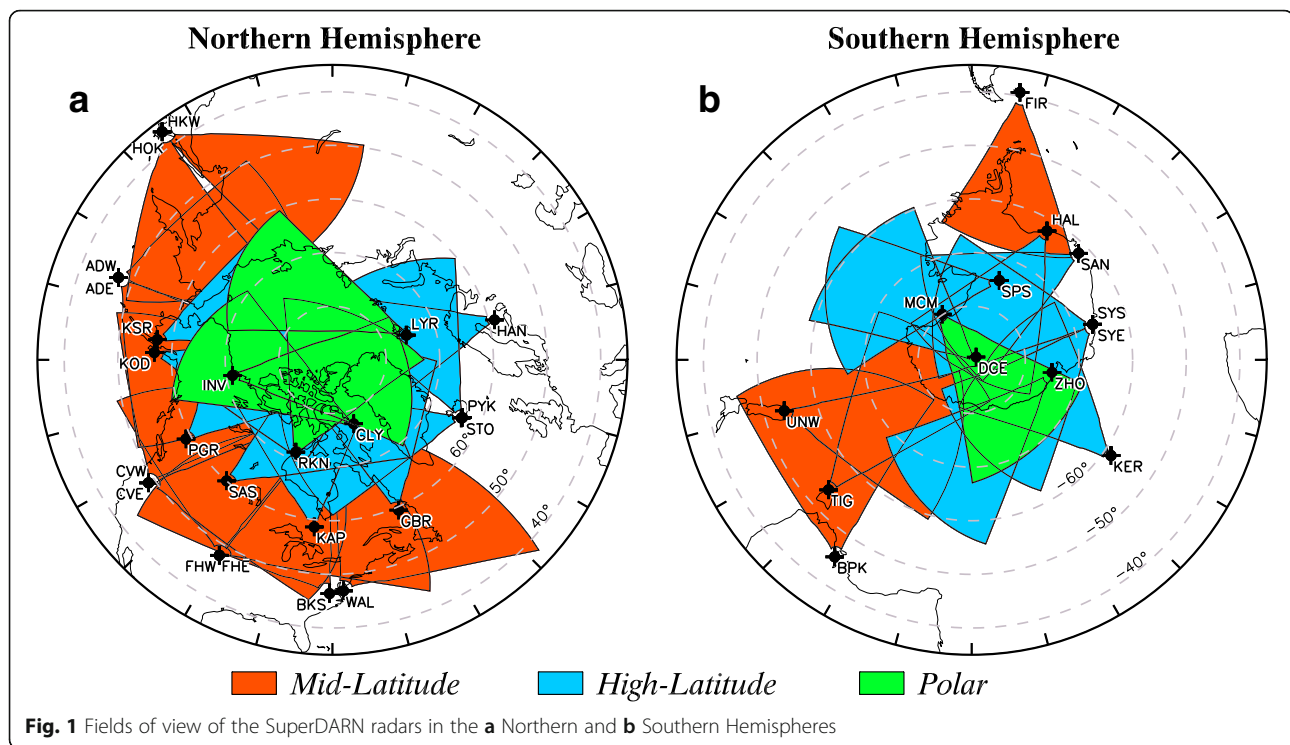 Northern Hemisphere
Southern Hemisphere
a
b
HKW
HOK
ADW
ADE
KSR
KOD
INV
LYR
HAN
PYK
STO
CLY
RKN
PGR
CVW
CVE
SAS
KAP
GBR
FHW FHE
BKS
WAL
60°
50°
40°
FIR
HAL
SAN
SPS
MCM
SYS
SYE
DCE
ZHO
UNW
KER
TIG
BPK
-60°
-50°
-40°
Mid-Latitude
High-Latitude
Polar
Fig. 1 Fields of view of the SuperDARN radars in the a Northern and b Southern Hemispheres